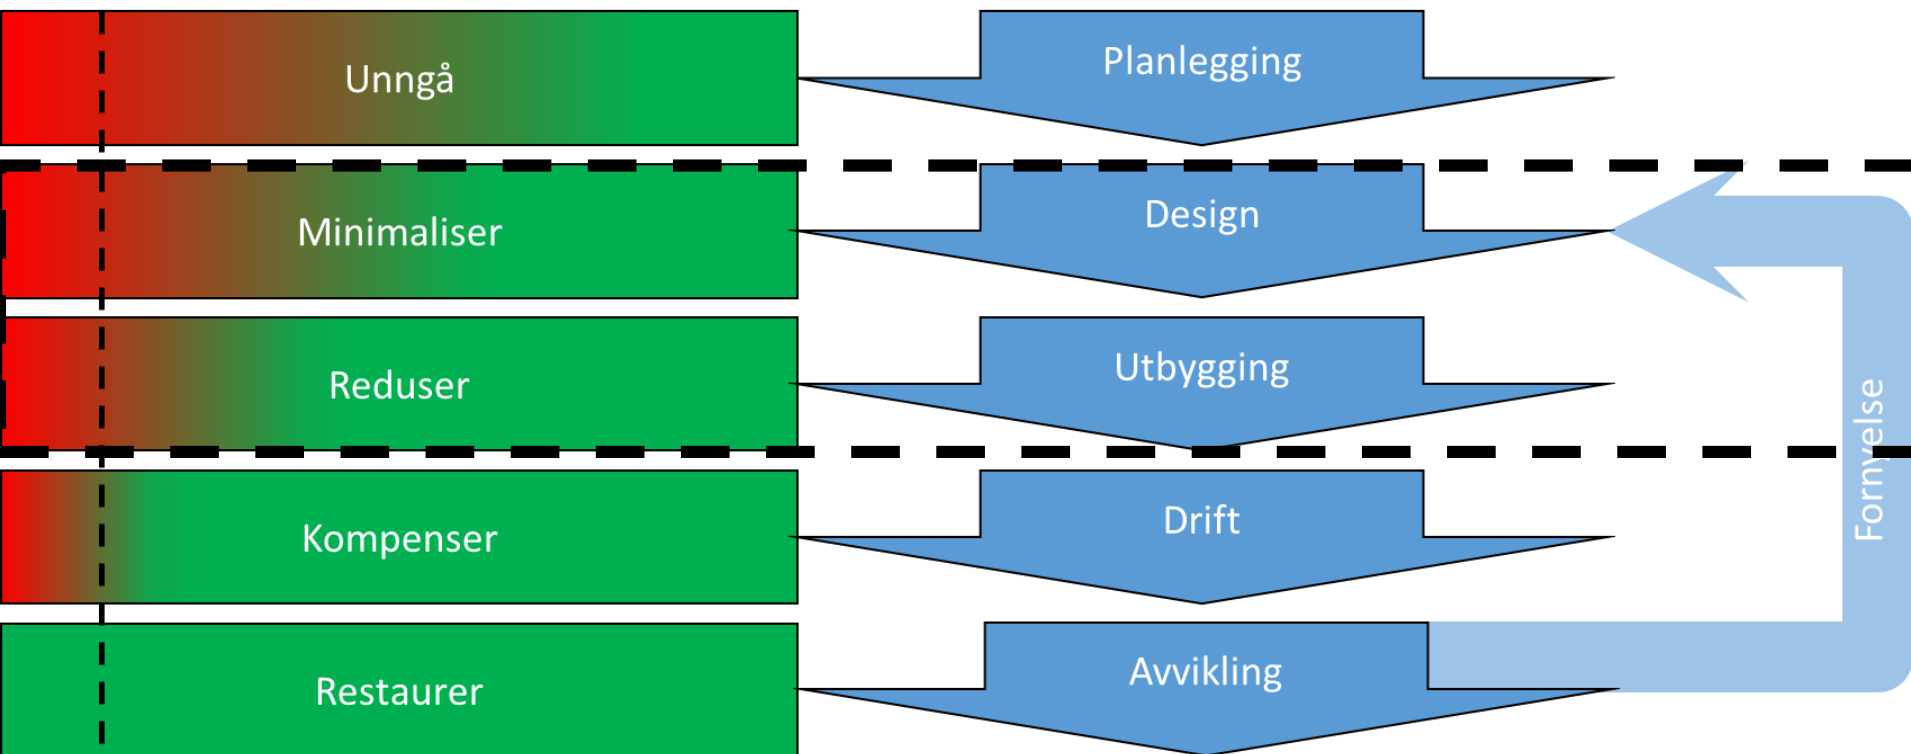 Unngå
Planlegging
Minimaliser
Design
Reduser
Utbygging
Kompenser
Drift
Restaurer
Avvikling
Fornyelse